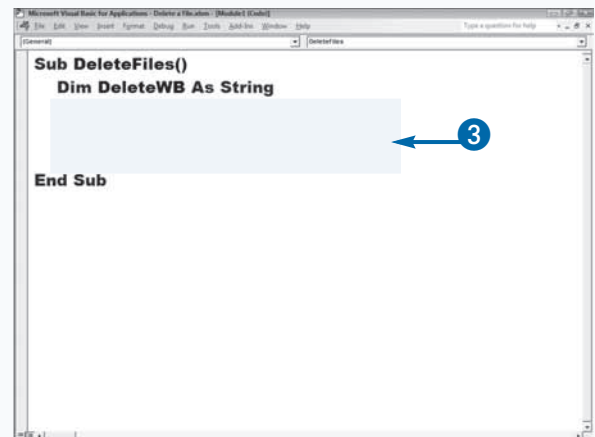 Microsoft Visual Basic for Applications - Delete a File.xlsm - [Module1 (Code)]
File Edit View Insert Format Debug Run Tools Add-Ins Window Help Type a question for help
(General) DeleteFiles
Sub DeleteFiles()
Dim DeleteWB As String
3
End Sub